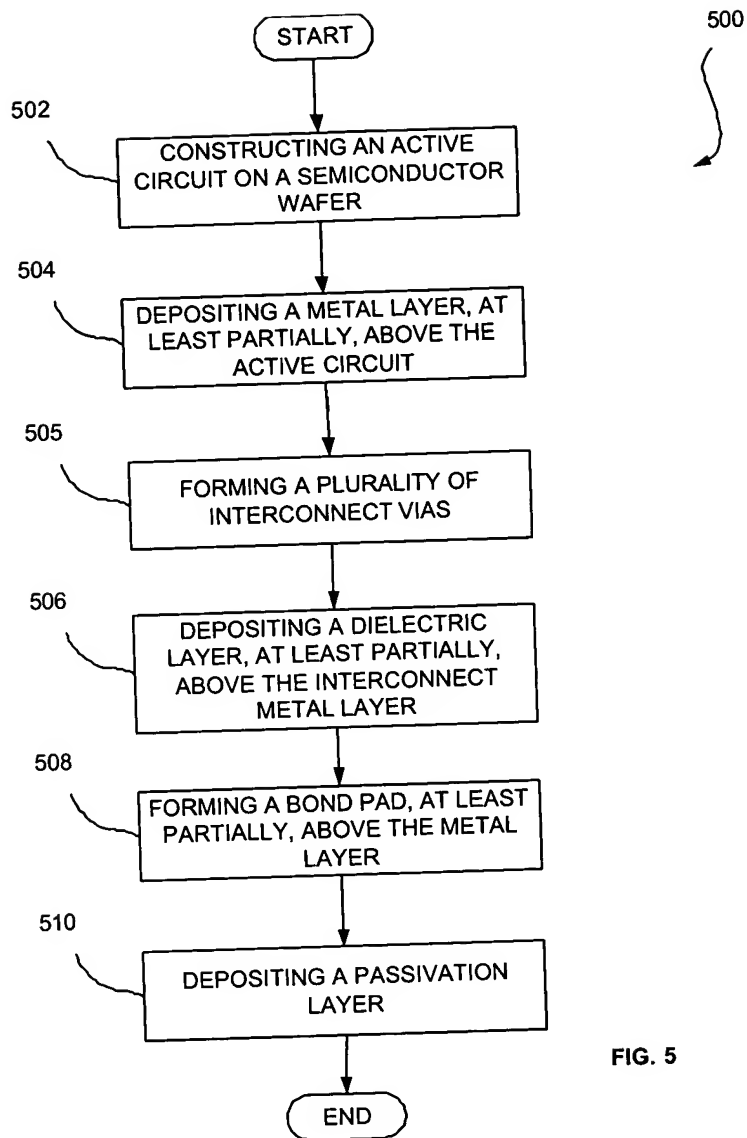 START
500
502
CONSTRUCTING AN ACTIVE
CIRCUIT ON A SEMICONDUCTOR
WAFER
504
DEPOSITING A METAL LAYER, AT
LEAST PARTIALLY, ABOVE THE
ACTIVE CIRCUIT
505
FORMING A PLURALITY OF
INTERCONNECT VIAS
506
DEPOSITING A DIELECTRIC
LAYER, AT LEAST PARTIALLY,
ABOVE THE INTERCONNECT
METAL LAYER
508
FORMING A BOND PAD, AT LEAST
PARTIALLY, ABOVE THE METAL
LAYER
510
DEPOSITING A PASSIVATION
LAYER
FIG. 5
END